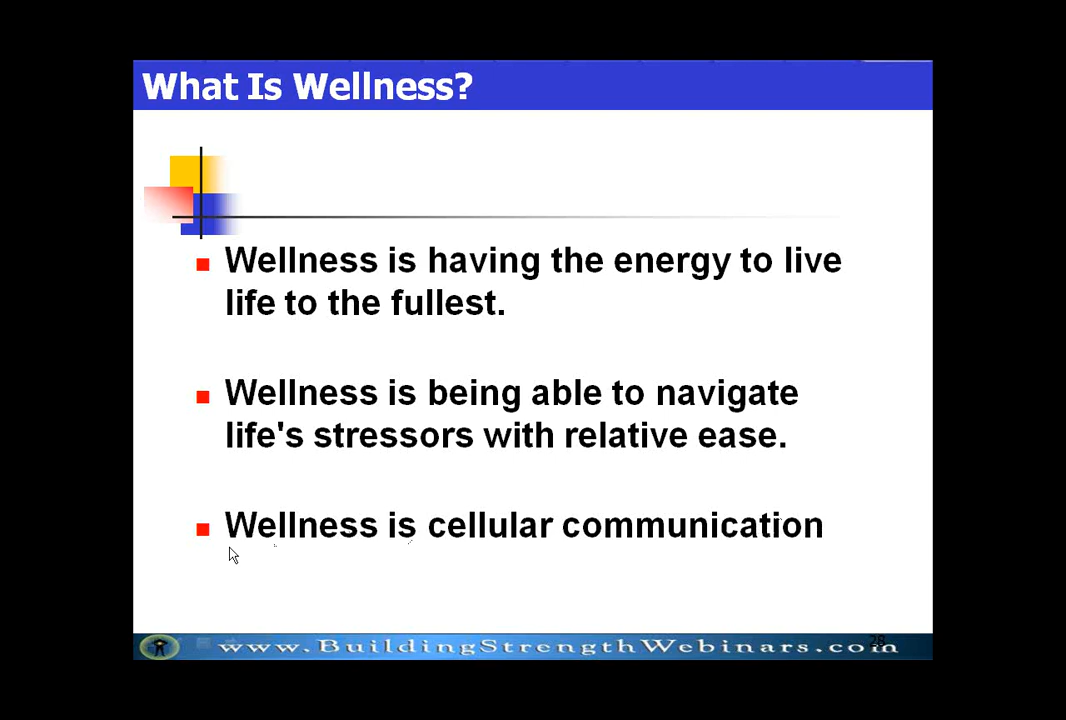 What Is Wellness?
Wellness is having the energy to live
life to the fullest.
Wellness is being able to navigate
life's stressors with relative ease.
Wellness is cellular communication
28
www.BuildingStrengthWebinars.com